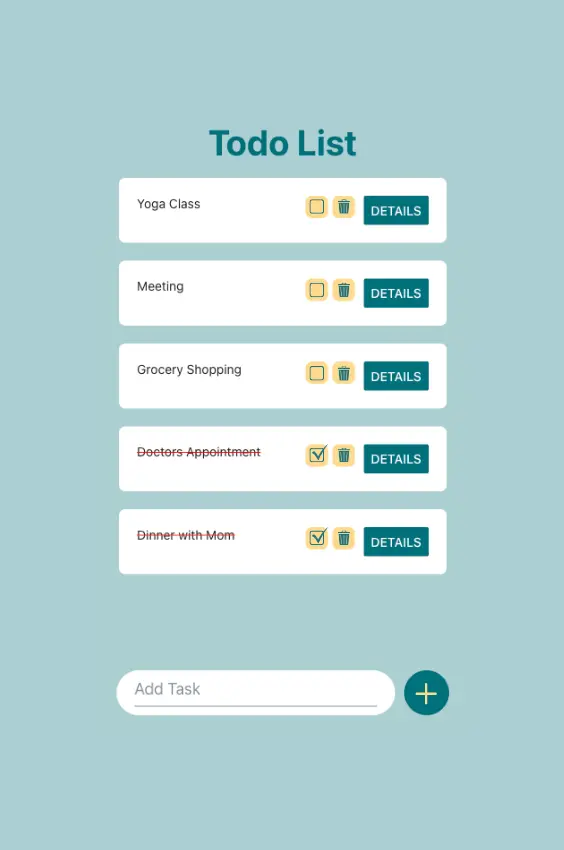 Todo List
Yoga Class
DETAILS
Meeting
DETAILS
Grocery Shopping
DETAILS
Doctors Appointment
DETAILS
Dinner with Mom
DETAILS
Add Task